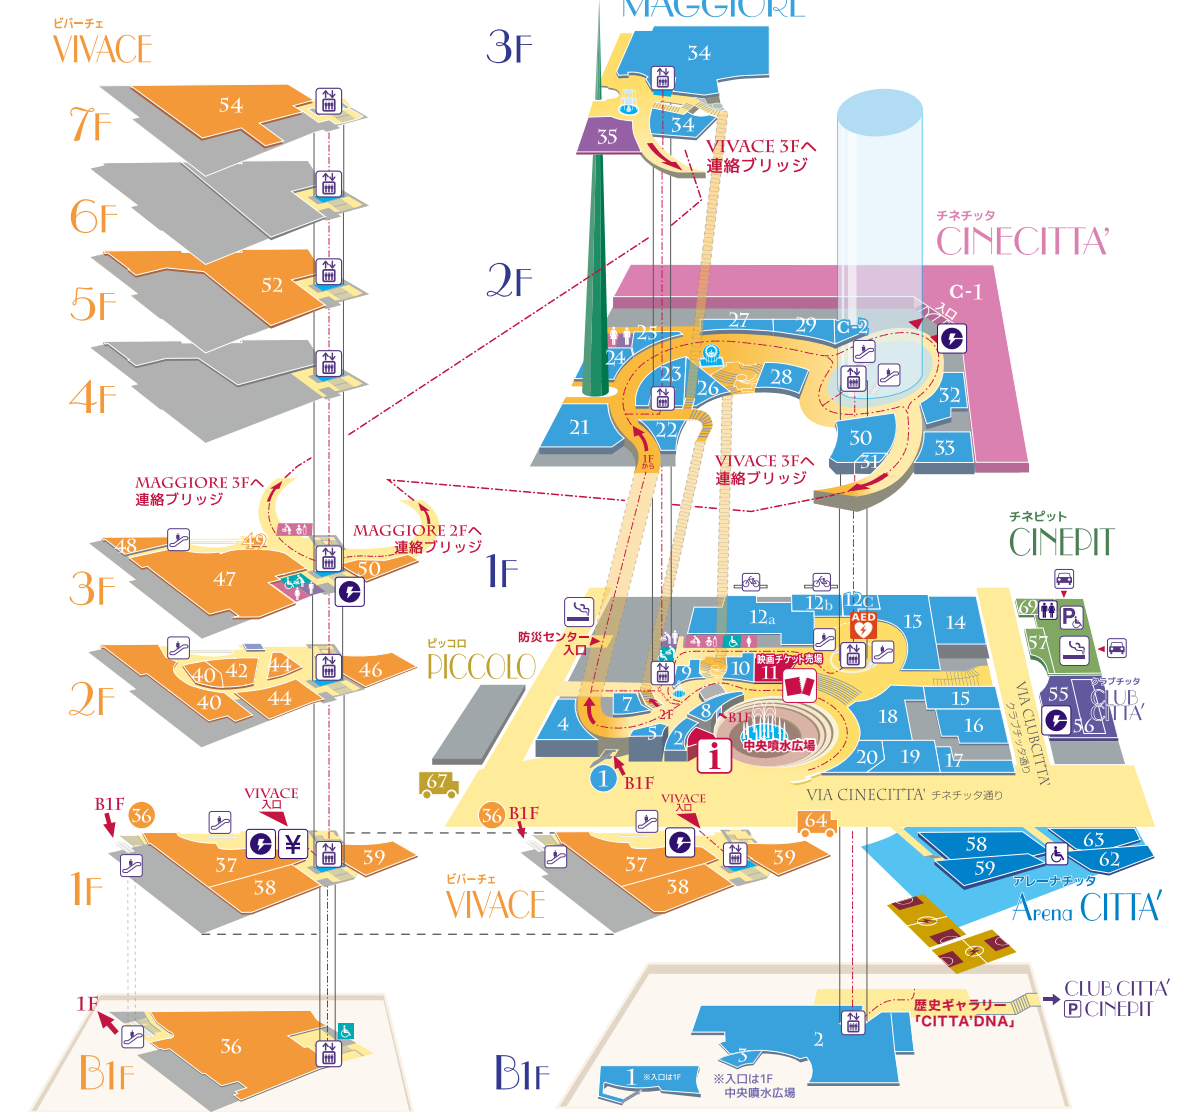 ビバーチェ
VIVACE
7F
54
6F
5F
52
4F
MAGGIORE 3Fへ
連絡ブリッジ
MAGGIORE 2Fへ
連絡ブリッジ
3F
48
49
47
50
2F
40
42
44
46
40
44
B1F
36
VIVACE
入口
¥
1F
37
38
39
1F
B1F
36
MAGGIORE
3F
34
34
35
VIVACE 3Fへ
連絡ブリッジ
チネチッタ
CINECITTA'
2F
C-1
入口
C-2
25
27
29
24
23
26
28
32
21
22
30
31
33
1Fから
VIVACE 3Fへ
連絡ブリッジ
1F
チネピット
CINEPIT
防災センター
入口
12a
12b
12c
AED
13
14
69
P
57
ピッコロ
PICCOLO
映画チケット売場
9
10
11
クラブチッタ
CLUB
CITTA'
55
56
VIA CLUBCITTA'
クラブチッタ通り
4
7
8
5
2
2F
B1F
i
中央噴水広場
18
15
16
17
19
20
1
B1F
67
VIA CINECITTA' チネチッタ通り
64
36
B1F
VIVACE
入口
37
38
39
ビバーチェ
VIVACE
58
59
63
62
アレーナチッタ
Arena CITTA'
CLUB CITTA'
P CINEPIT
歴史ギャラリー
「CITTA'DNA」
B1F
2
3
1 ※入口は1F
※入口は1F
中央噴水広場